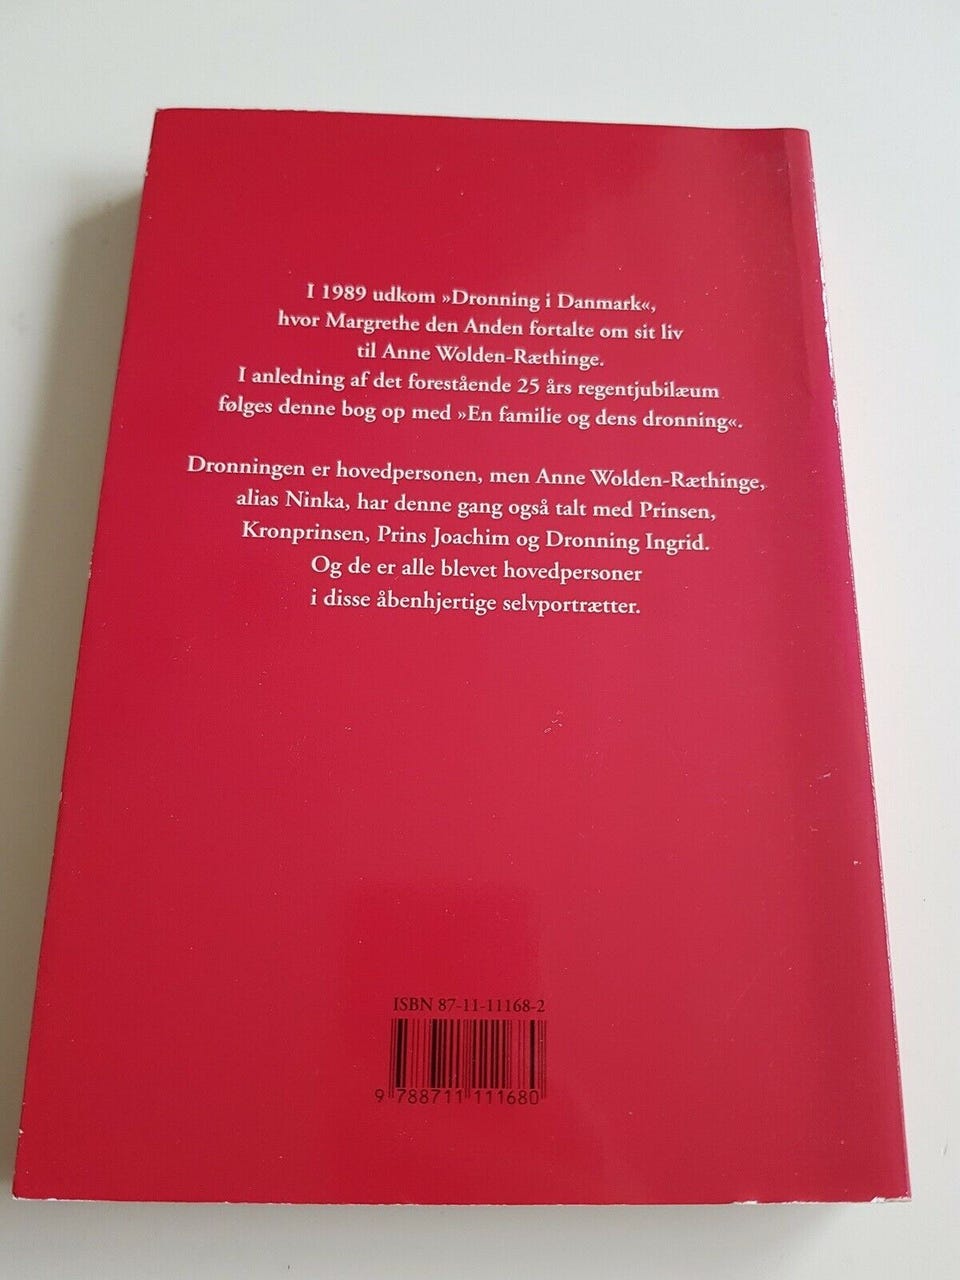 I 1989 udkom »Dronning i Danmark«,
hvor Margrethe den Anden fortalte om sit liv
til Anne Wolden-Ræthinge.
I anledning af det forestående 25 års regentjubilæum
følges denne bog op med »En familie og dens dronning«.
Dronningen er hovedpersonen, men Anne Wolden-Ræthinge,
alias Ninka, har denne gang også talt med Prinsen,
Kronprinsen, Prins Joachim og Dronning Ingrid.
Og de er alle blevet hovedpersoner
i disse åbenhjertige selvportrætter.
ISBN 87-11-11168-2
9 788711 111680